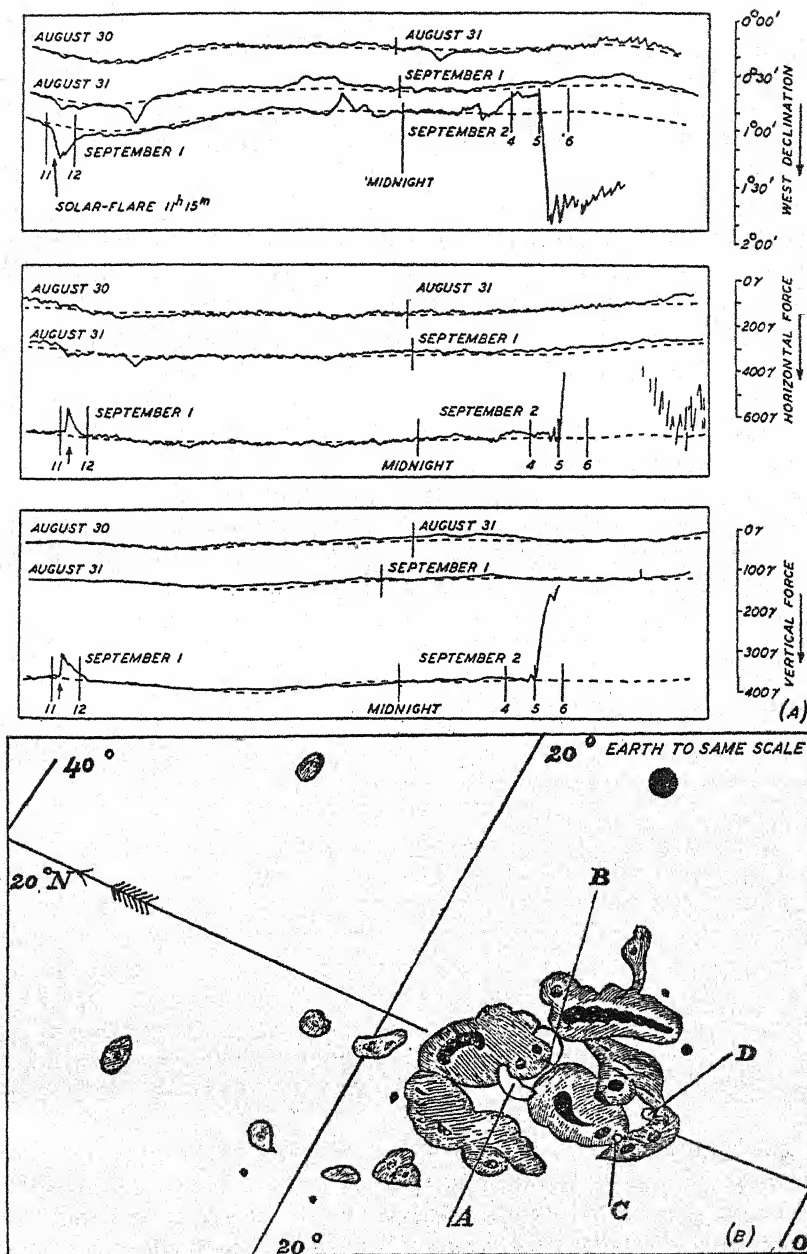 AUGUST 30
AUGUST 31
AUGUST 31
SEPTEMBER 1
SEPTEMBER 1
SEPTEMBER 2
4 5 6
11 12
MIDNIGHT
SOLAR-FLARE 11h 15m
0°00'
0°30'
1°00'
1°30'
2°00'
WEST DECLINATION
AUGUST 30
AUGUST 31
AUGUST 31
SEPTEMBER 1
SEPTEMBER 1
SEPTEMBER 2
11 12
MIDNIGHT
4 5 6
0γ
200γ
400γ
600γ
HORIZONTAL FORCE
AUGUST 30
AUGUST 31
AUGUST 31
SEPTEMBER 1
SEPTEMBER 1
SEPTEMBER 2
11 12
MIDNIGHT
4 5 6
0γ
100γ
200γ
300γ
400γ
VERTICAL FORCE
(A)
40°
20° EARTH TO SAME SCALE
20°N
B
D
A
C
20°
(B)
0